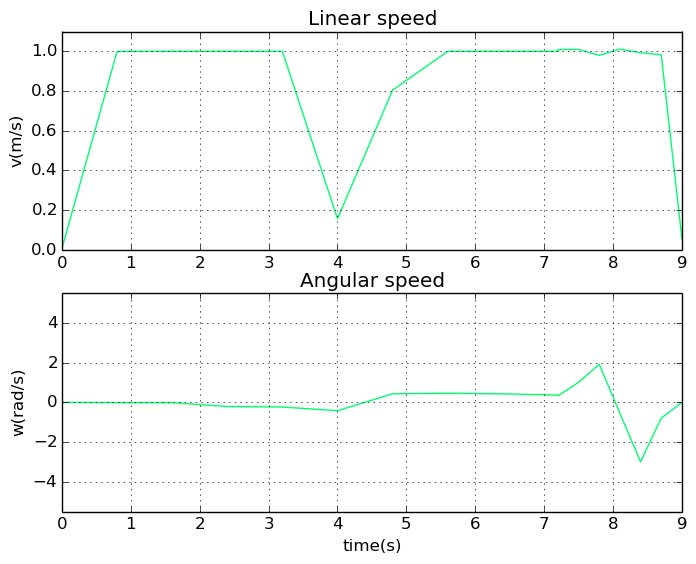 Linear speed
v(m/s)
1.0
0.8
0.6
0.4
0.2
0.0
0 1 2 3 4 5 6 7 8 9
Angular speed
w(rad/s)
4
2
0
−2
−4
0 1 2 3 4 5 6 7 8 9
time(s)